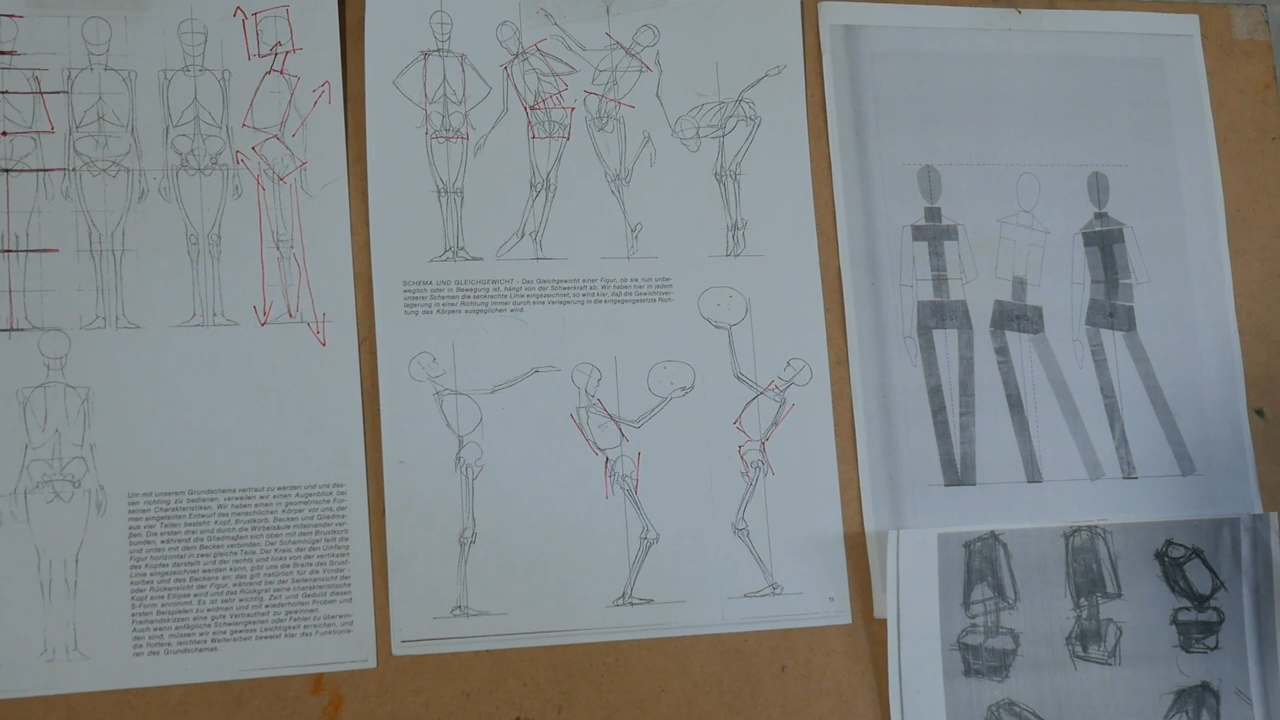 SCHEMA UND GLEICHGEWICHT - Das Gleichgewicht einer Figur, ob sie nun unbe-
weglich oder in Bewegung ist, hängt von der Schwerkraft ab. Wir haben hier in jedem
unserer Schemen die senkrechte Linie eingezeichnet; so wird klar, daß die Gewichtsver-
lagerung in einer Richtung immer durch eine Verlagerung in die entgegengesetzte Rich-
tung des Körpers ausgeglichen wird.
Um mit unserem Grundschema vertraut zu werden und uns des-
sen richtig zu bedienen, verweilen wir einen Augenblick bei
seinen Charakteristiken. Wir haben einen in geometrische For-
men eingeteilten Entwurf des menschlichen Körper vor uns, der
aus vier Teilen besteht: Kopf, Brustkorb, Becken und Gliedma-
ßen. Die ersten drei sind durch die Wirbelsäule miteinander ver-
bunden, während die Gliedmaßen sich oben mit dem Brustkorb
und unten mit dem Becken verbinden. Der Schamhügel teilt die
Figur horizontal in zwei gleiche Teile. Der Kreis, der den Umfang
des Kopfes darstellt und der rechts und links von der vertikalen
Linie eingezeichnet werden kann, gibt uns die Breite des Brust-
korbes und des Beckens an; das gilt natürlich für die Vorder-
oder Rückansicht der Figur, während bei der Seitenansicht der
Kopf eine Ellipse wird und das Rückgrat seine charakteristische
S-Form annimmt. Es ist sehr wichtig, Zeit und Geduld diesen
ersten Beispielen zu widmen und mit wiederholten Proben und
Freihandskizzen eine gute Vertrautheit zu gewinnen.
Auch wenn anfägliche Schwierigkeiten oder Fehler zu überwin-
den sind, müssen wir eine gewisse Leichtigkeit erreichen, und
die flottere, leichtere Weiterarbeit beweist klar das Funktionie-
ren des Grundschemas.